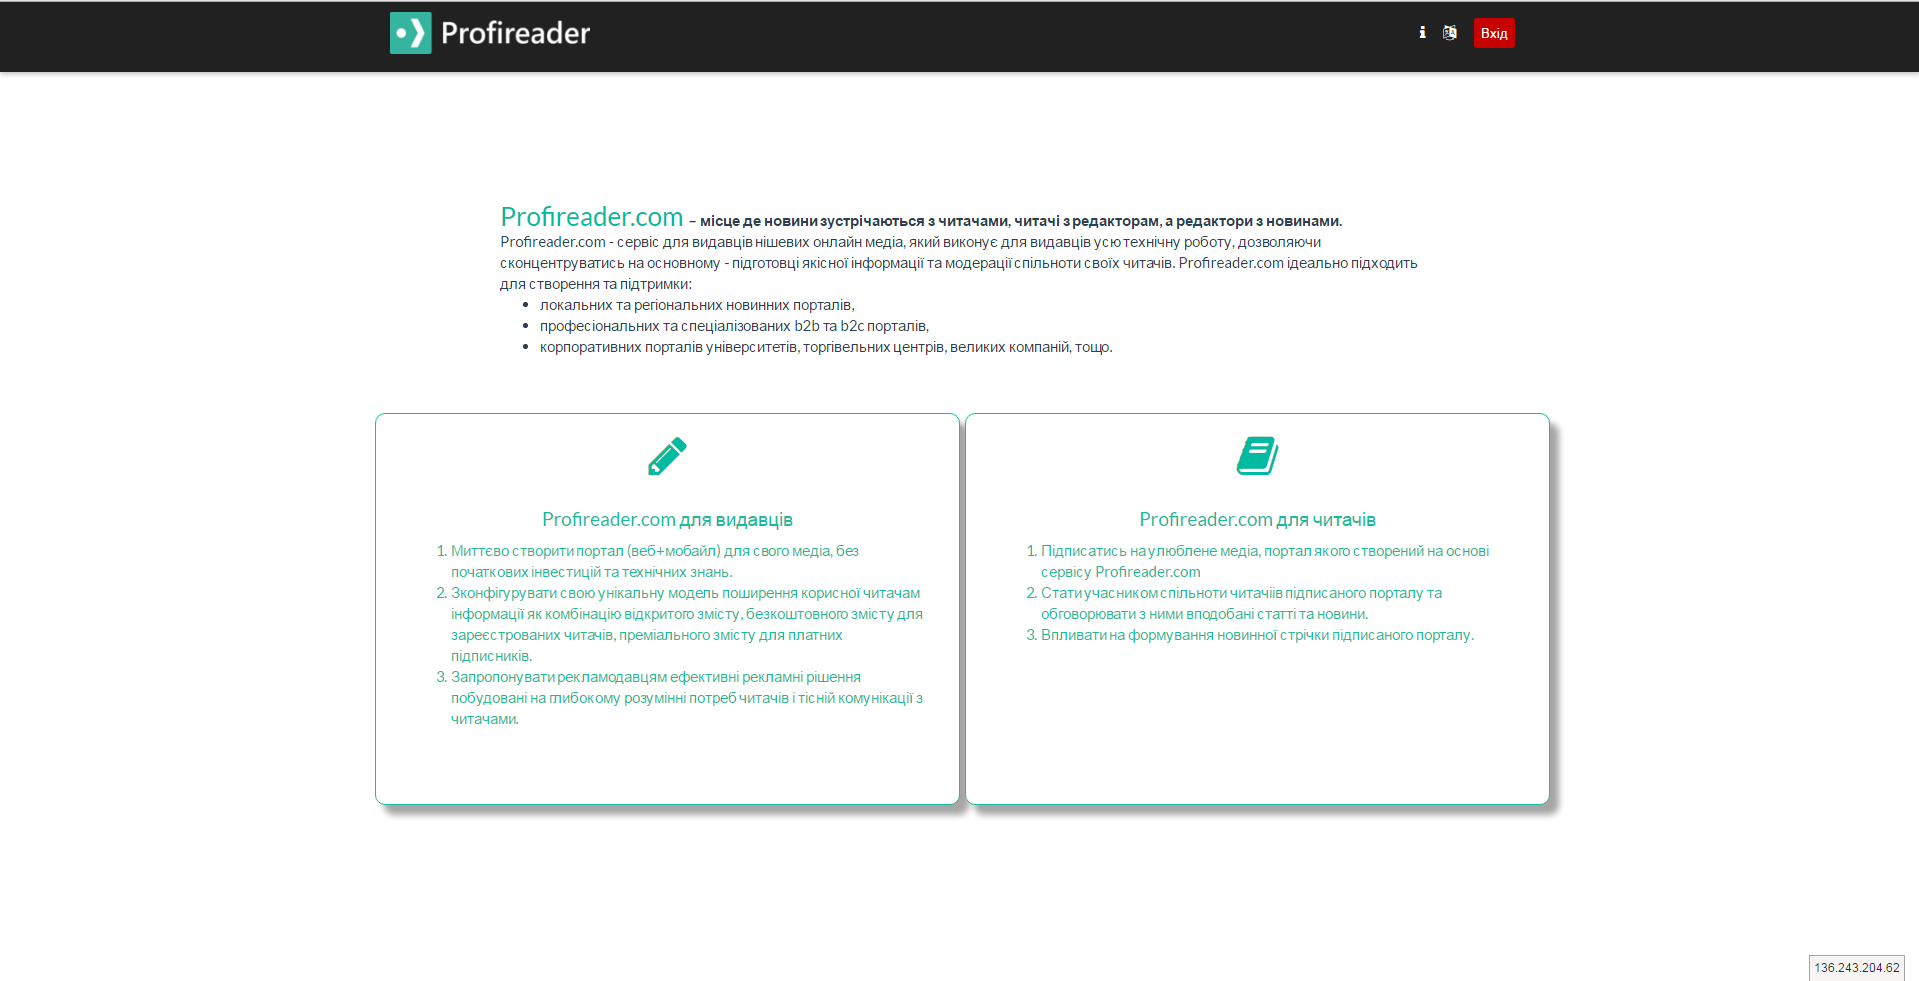 Profireader
Вхід
Profireader.com – місце де новини зустрічаються з читачами, читачі з редакторам, а редактори з новинами.
Profireader.com - сервіс для видавців нішевих онлайн медіа, який виконує для видавців усю технічну роботу, дозволяючи
сконцентруватись на основному - підготовці якісної інформації та модерації спільноти своїх читачів. Profireader.com ідеально підходить
для створення та підтримки:
• локальних та регіональних новинних порталів,
• професіональних та спеціалізованих b2b та b2c порталів,
• корпоративних порталів університетів, торгівельних центрів, великих компаній, тощо.
Profireader.com для видавців
1. Миттєво створити портал (веб+мобайл) для свого медіа, без
початкових інвестицій та технічних знань.
2. Зконфігурувати свою унікальну модель поширення корисної читачам
інформації як комбінацію відкритого змісту, безкоштовного змісту для
зареєстрованих читачів, преміального змісту для платних
підписників.
3. Запропонувати рекламодавцям ефективні рекламні рішення
побудовані на глибокому розумінні потреб читачів і тісній комунікації з
читачами.
Profireader.com для читачів
1. Підписатись на улюблене медіа, портал якого створений на основі
сервісу Profireader.com
2. Стати учасником спільноти читачіів підписаного порталу та
обговорювати з ними вподобані статті та новини.
3. Впливати на формування новинної стрічки підписаного порталу.
136.243.204.62